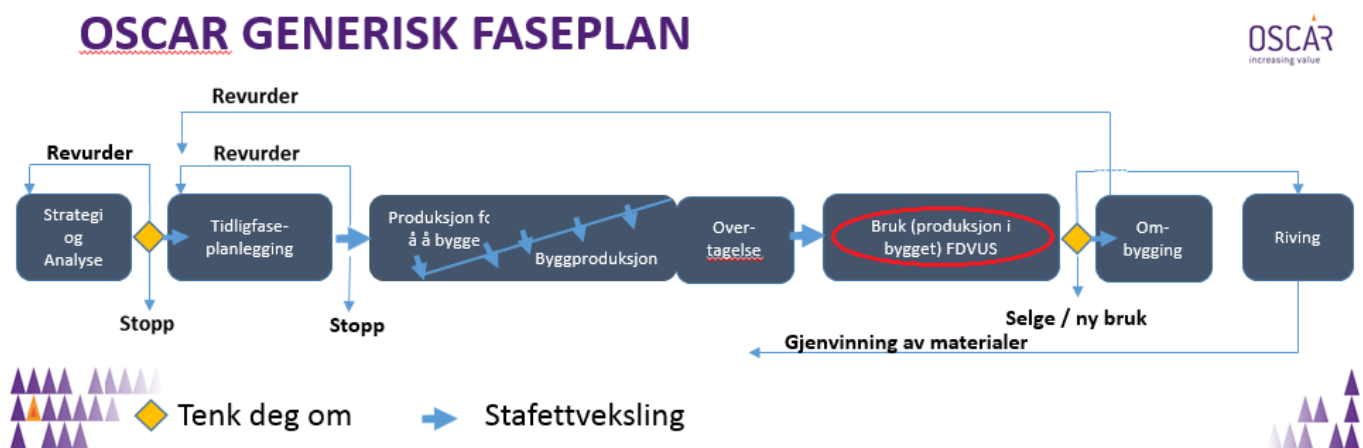 OSCAR GENERISK FASEPLAN
OSCAR
increasing value
Revurder
Revurder
Revurder
Strategi
og
Analyse
Tidligfase-
planlegging
Produksjon fo
å å bygge
Byggproduksjon
Over-
tagelse
Bruk (produksjon i
bygget) FDVUS
Om-
bygging
Riving
Stopp
Stopp
Selge / ny bruk
Gjenvinning av materialer
Tenk deg om
Stafettveksling